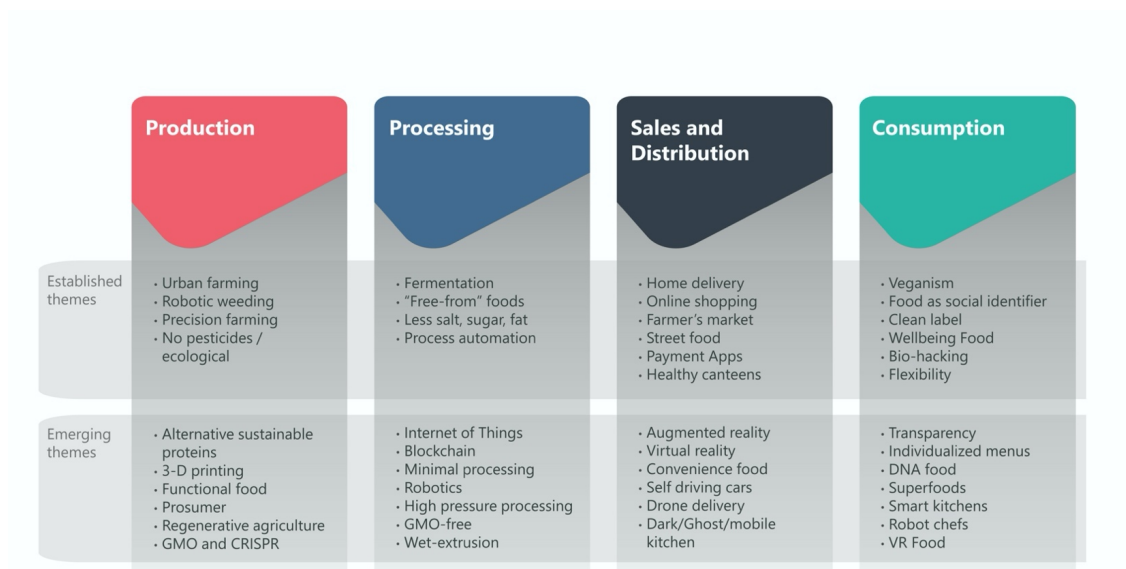 Production
Processing
Sales and
Distribution
Consumption
Established
themes
· Urban farming
· Robotic weeding
· Precision farming
· No pesticides /
ecological
· Fermentation
· “Free-from” foods
· Less salt, sugar, fat
· Process automation
· Home delivery
· Online shopping
· Farmer’s market
· Street food
· Payment Apps
· Healthy canteens
· Veganism
· Food as social identifier
· Clean label
· Wellbeing Food
· Bio-hacking
· Flexibility
Emerging
themes
· Alternative sustainable
proteins
· 3-D printing
· Functional food
· Prosumer
· Regenerative agriculture
· GMO and CRISPR
· Internet of Things
· Blockchain
· Minimal processing
· Robotics
· High pressure processing
· GMO-free
· Wet-extrusion
· Augmented reality
· Virtual reality
· Convenience food
· Self driving cars
· Drone delivery
· Dark/Ghost/mobile
kitchen
· Transparency
· Individualized menus
· DNA food
· Superfoods
· Smart kitchens
· Robot chefs
· VR Food